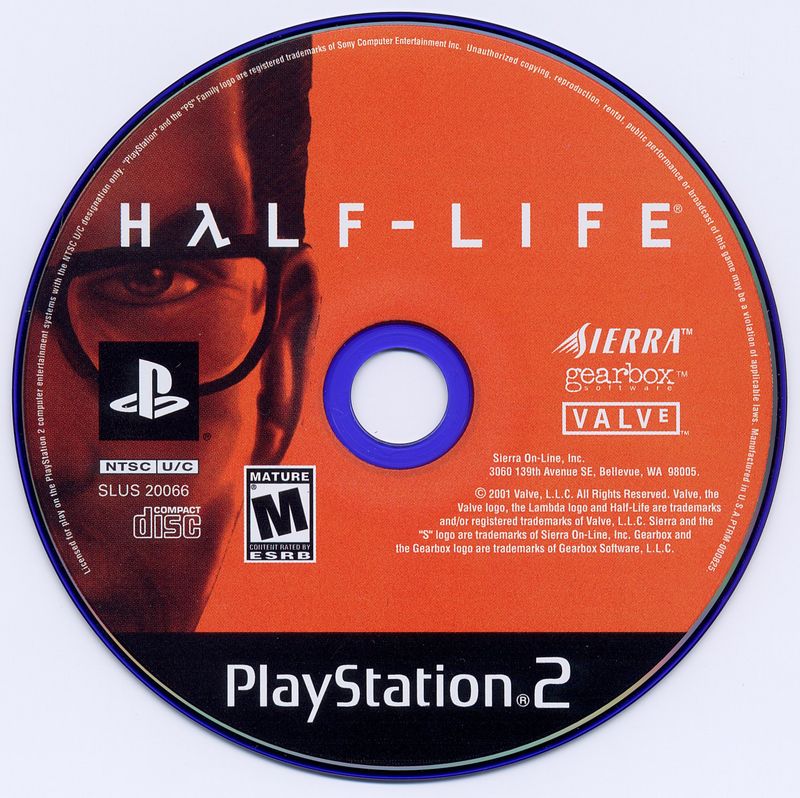 Licensed for play on the PlayStation 2 computer entertainment systems with the NTSC U/C designation only. "PlayStation" and the "PS" Family logo are registered trademarks of Sony Computer Entertainment Inc. Unauthorized copying, reproduction, rental, public performance or broadcast of this game may be a violation of applicable laws. Manufactured in U.S.A. PTRM-000825.
HλLF-LIFE®
SIERRA™
gearbox™
software
VALVE™
NTSC U/C
SLUS 20066
COMPACT
disc
MATURE
M®
CONTENT RATED BY
ESRB
Sierra On-Line, Inc.
3060 139th Avenue SE, Bellevue, WA 98005.
© 2001 Valve, L.L.C. All Rights Reserved. Valve, the
Valve logo, the Lambda logo and Half-Life are trademarks
and/or registered trademarks of Valve, L.L.C. Sierra and the
"S" logo are trademarks of Sierra On-Line, Inc. Gearbox and
the Gearbox logo are trademarks of Gearbox Software, L.L.C.
PlayStation®2